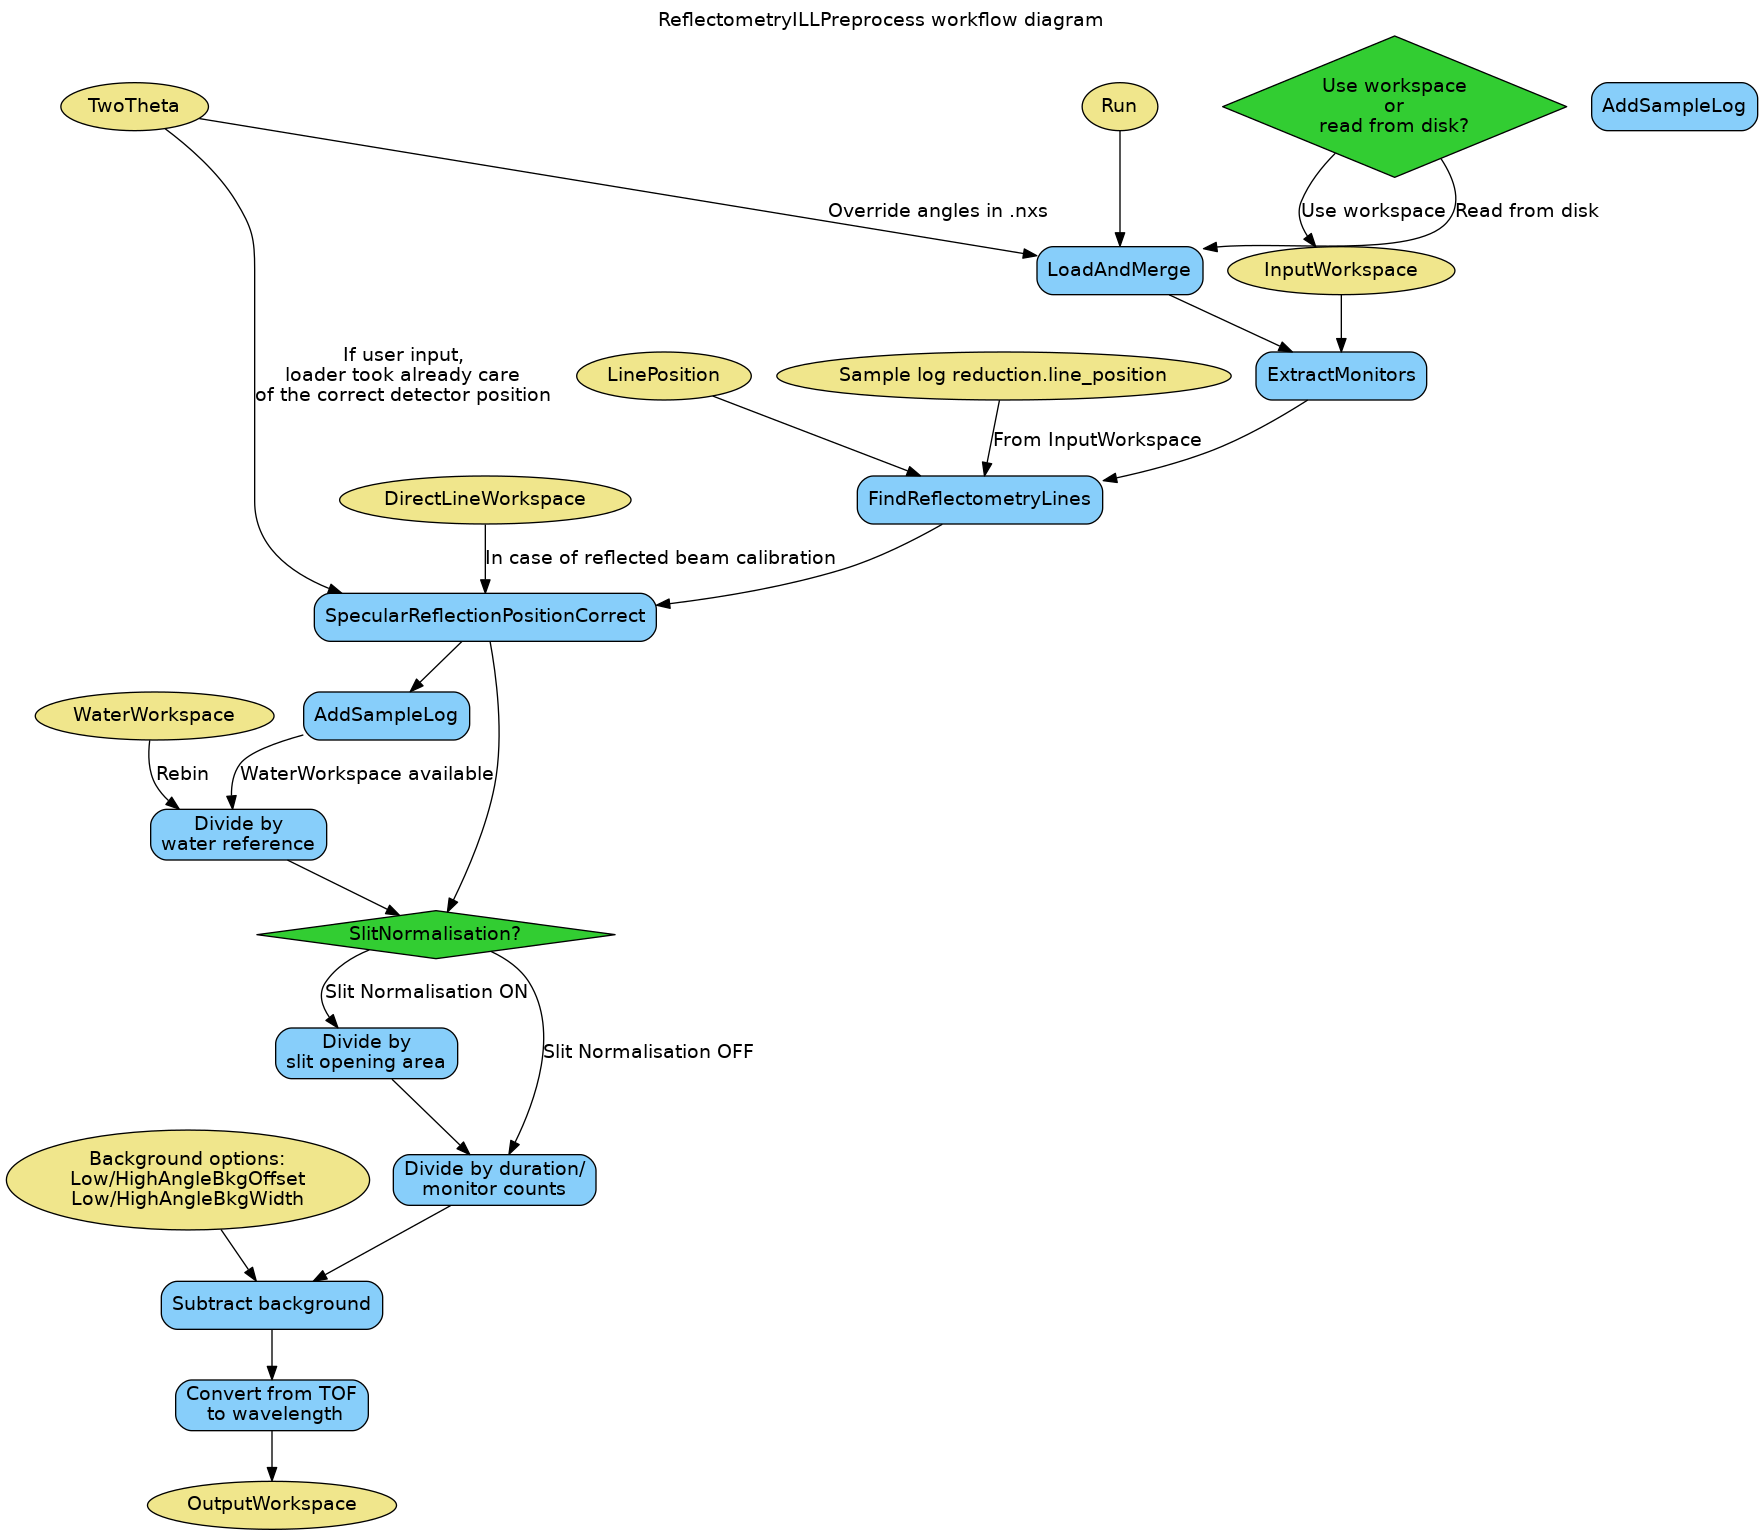 ReflectometryILLPreprocess workflow diagram
TwoTheta
Run
Use workspace
or
read from disk?
AddSampleLog
Override angles in .nxs
Use workspace
Read from disk
LoadAndMerge
InputWorkspace
If user input,
loader took already care
of the correct detector position
LinePosition
Sample log reduction.line_position
ExtractMonitors
From InputWorkspace
DirectLineWorkspace
FindReflectometryLines
In case of reflected beam calibration
SpecularReflectionPositionCorrect
WaterWorkspace
AddSampleLog
Rebin
WaterWorkspace available
Divide by
water reference
SlitNormalisation?
Slit Normalisation ON
Divide by
slit opening area
Slit Normalisation OFF
Background options:
Low/HighAngleBkgOffset
Low/HighAngleBkgWidth
Divide by duration/
monitor counts
Subtract background
Convert from TOF
to wavelength
OutputWorkspace